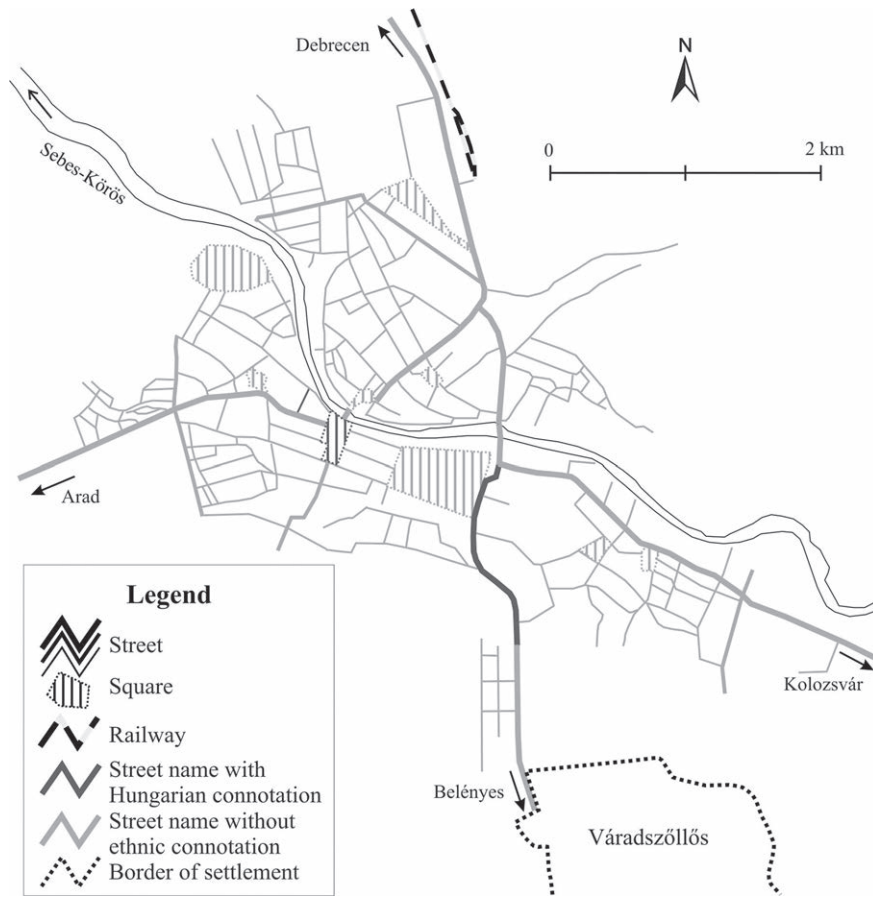 Debrecen
N
0
2 km
Sebes-Körös
Arad
Kolozsvár
Belényes
Váradszőllős
Legend
Street
Square
Railway
Street name with
Hungarian connotation
Street name without
ethnic connotation
Border of settlement